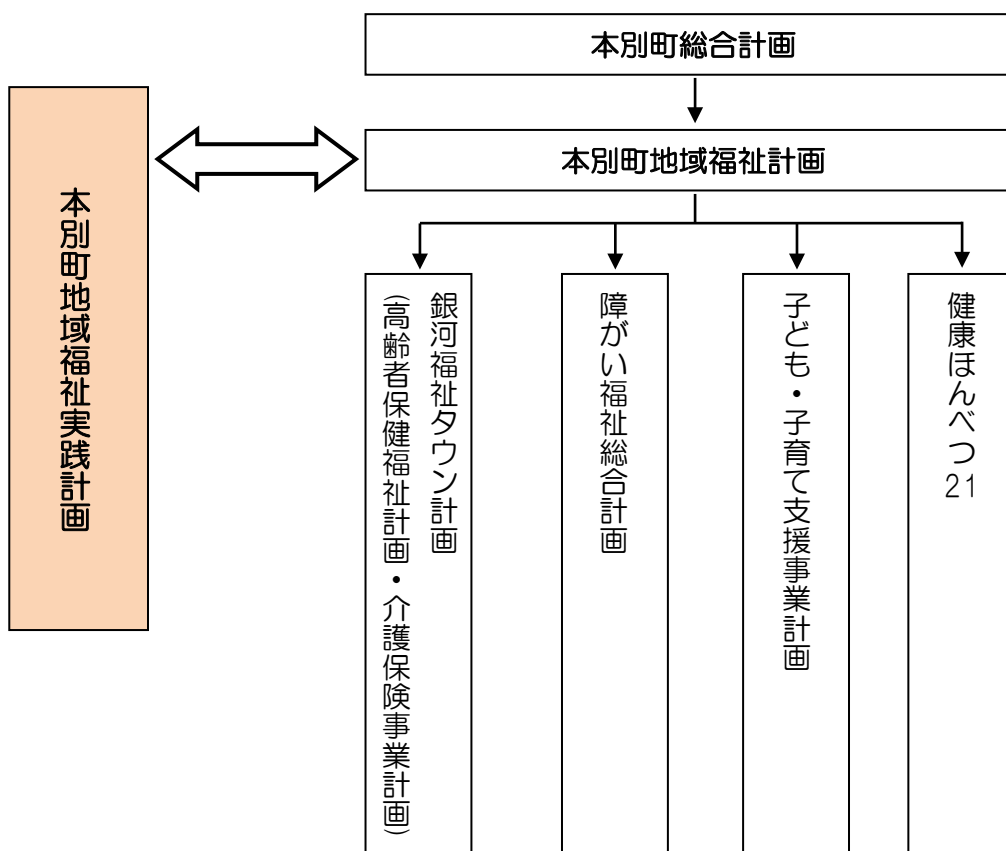 本別町総合計画
本別町地域福祉計画
本別町地域福祉実践計画
銀河福祉タウン計画
(高齢者保健福祉計画・介護保険事業計画)
障がい福祉総合計画
子ども・子育て支援事業計画
健康ほんべつ21